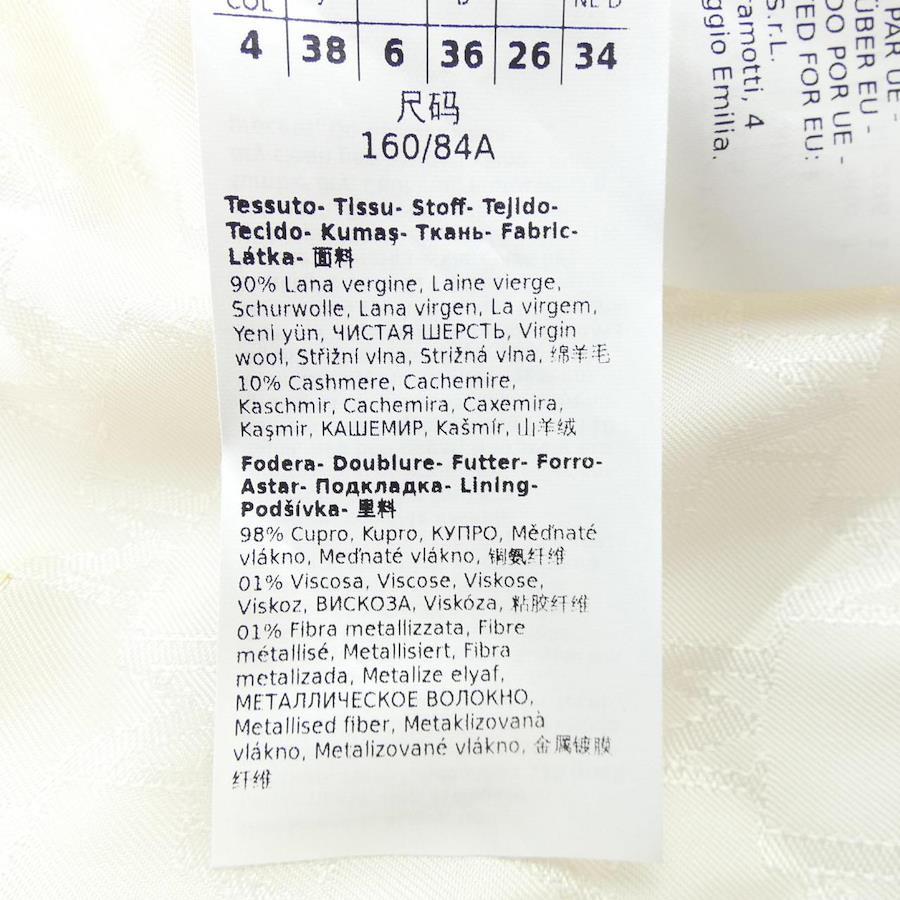 COL
4 38 6 36 26 34
尺码
160/84A
Tessuto- Tissu- Stoff- Tejido-
Tecido- Kumaş- Ткань- Fabric-
Látka- 面料
90% Lana vergine, Laine vierge,
Schurwolle, Lana virgen, La virgem,
Yeni yün, ЧИСТАЯ ШЕРСТЬ, Virgin
wool, Střižní vlna, Strižná vlna, 绵羊毛
10% Cashmere, Cachemire,
Kaschmir, Cachemira, Caxemira,
Kaşmir, КАШЕМИР, Kašmír, 山羊绒
Fodera- Doublure- Futter- Forro-
Astar- Подкладка- Lining-
Podšívka- 里料
98% Cupro, Kupro, КУПРО, Měďnaté
vlákno, Meďnaté vlákno, 铜氨纤维
01% Viscosa, Viscose, Viskose,
Viskoz, ВИСКОЗА, Viskóza, 粘胶纤维
01% Fibra metallizzata, Fibre
métallisé, Metallisiert, Fibra
metalizada, Metalize elyaf,
МЕТАЛЛИЧЕСКОЕ ВОЛОКНО,
Metallised fiber, Metaklizovanà
vlákno, Metalizované vlákno, 金属镀膜
纤维
PAR UE -
ÜBER EU -
DO POR UE -
TED FOR EU:
S.r.l.
ramotti, 4
ggio Emilia.